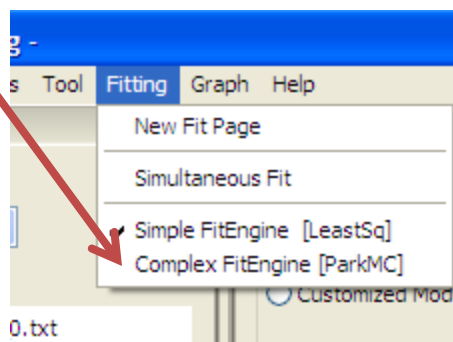 g -
s Tool Fitting Graph Help
New Fit Page
Simultaneous Fit
Simple FitEngine [LeastSq]
Complex FitEngine [ParkMC]
Customized Mod
0.txt